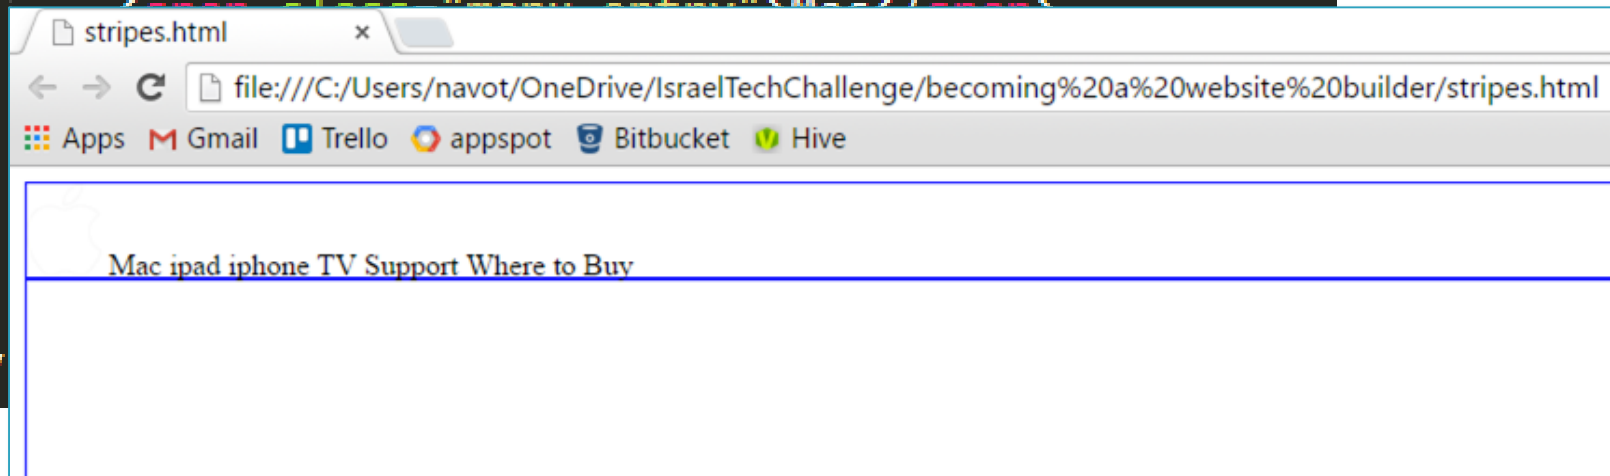 stripes.html
file:///C:/Users/navot/OneDrive/IsraelTechChallenge/becoming%20a%20website%20builder/stripes.html
Apps Gmail Trello appspot Bitbucket Hive
Mac ipad iphone TV Support Where to Buy